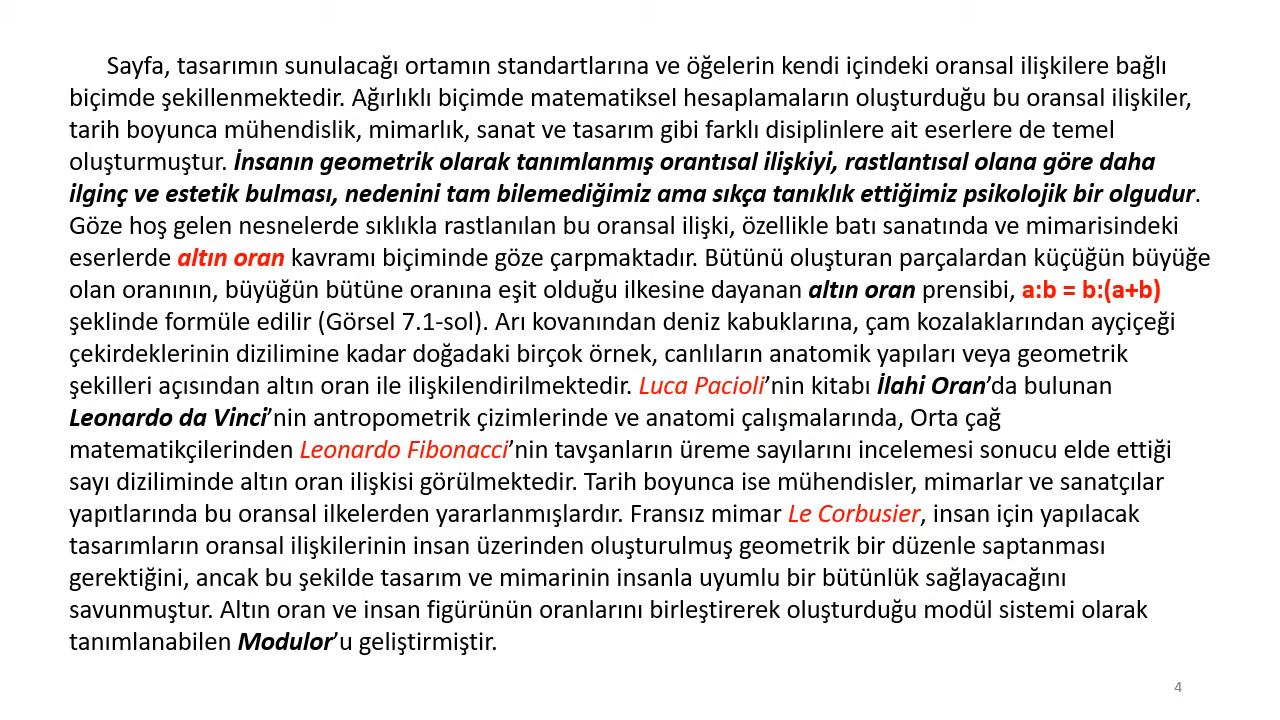 Sayfa, tasarımın sunulacağı ortamın standartlarına ve öğelerin kendi içindeki oransal ilişkilere bağlı
biçimde şekillenmektedir. Ağırlıklı biçimde matematiksel hesaplamaların oluşturduğu bu oransal ilişkiler,
tarih boyunca mühendislik, mimarlık, sanat ve tasarım gibi farklı disiplinlere ait eserlere de temel
oluşturmuştur. İnsanın geometrik olarak tanımlanmış orantısal ilişkiyi, rastlantısal olana göre daha
ilginç ve estetik bulması, nedenini tam bilemediğimiz ama sıkça tanıklık ettiğimiz psikolojik bir olgudur.
Göze hoş gelen nesnelerde sıklıkla rastlanılan bu oransal ilişki, özellikle batı sanatında ve mimarisindeki
eserlerde altın oran kavramı biçiminde göze çarpmaktadır. Bütünü oluşturan parçalardan küçüğün büyüğe
olan oranının, büyüğün bütüne oranına eşit olduğu ilkesine dayanan altın oran prensibi, a:b = b:(a+b)
şeklinde formüle edilir (Görsel 7.1-sol). Arı kovanından deniz kabuklarına, çam kozalaklarından ayçiçeği
çekirdeklerinin dizilimine kadar doğadaki birçok örnek, canlıların anatomik yapıları veya geometrik
şekilleri açısından altın oran ile ilişkilendirilmektedir. Luca Pacioli’nin kitabı İlahi Oran’da bulunan
Leonardo da Vinci’nin antropometrik çizimlerinde ve anatomi çalışmalarında, Orta çağ
matematikçilerinden Leonardo Fibonacci’nin tavşanların üreme sayılarını incelemesi sonucu elde ettiği
sayı diziliminde altın oran ilişkisi görülmektedir. Tarih boyunca ise mühendisler, mimarlar ve sanatçılar
yapıtlarında bu oransal ilkelerden yararlanmışlardır. Fransız mimar Le Corbusier, insan için yapılacak
tasarımların oransal ilişkilerinin insan üzerinden oluşturulmuş geometrik bir düzenle saptanması
gerektiğini, ancak bu şekilde tasarım ve mimarinin insanla uyumlu bir bütünlük sağlayacağını
savunmuştur. Altın oran ve insan figürünün oranlarını birleştirerek oluşturduğu modül sistemi olarak
tanımlanabilen Modulor’u geliştirmiştir.
4